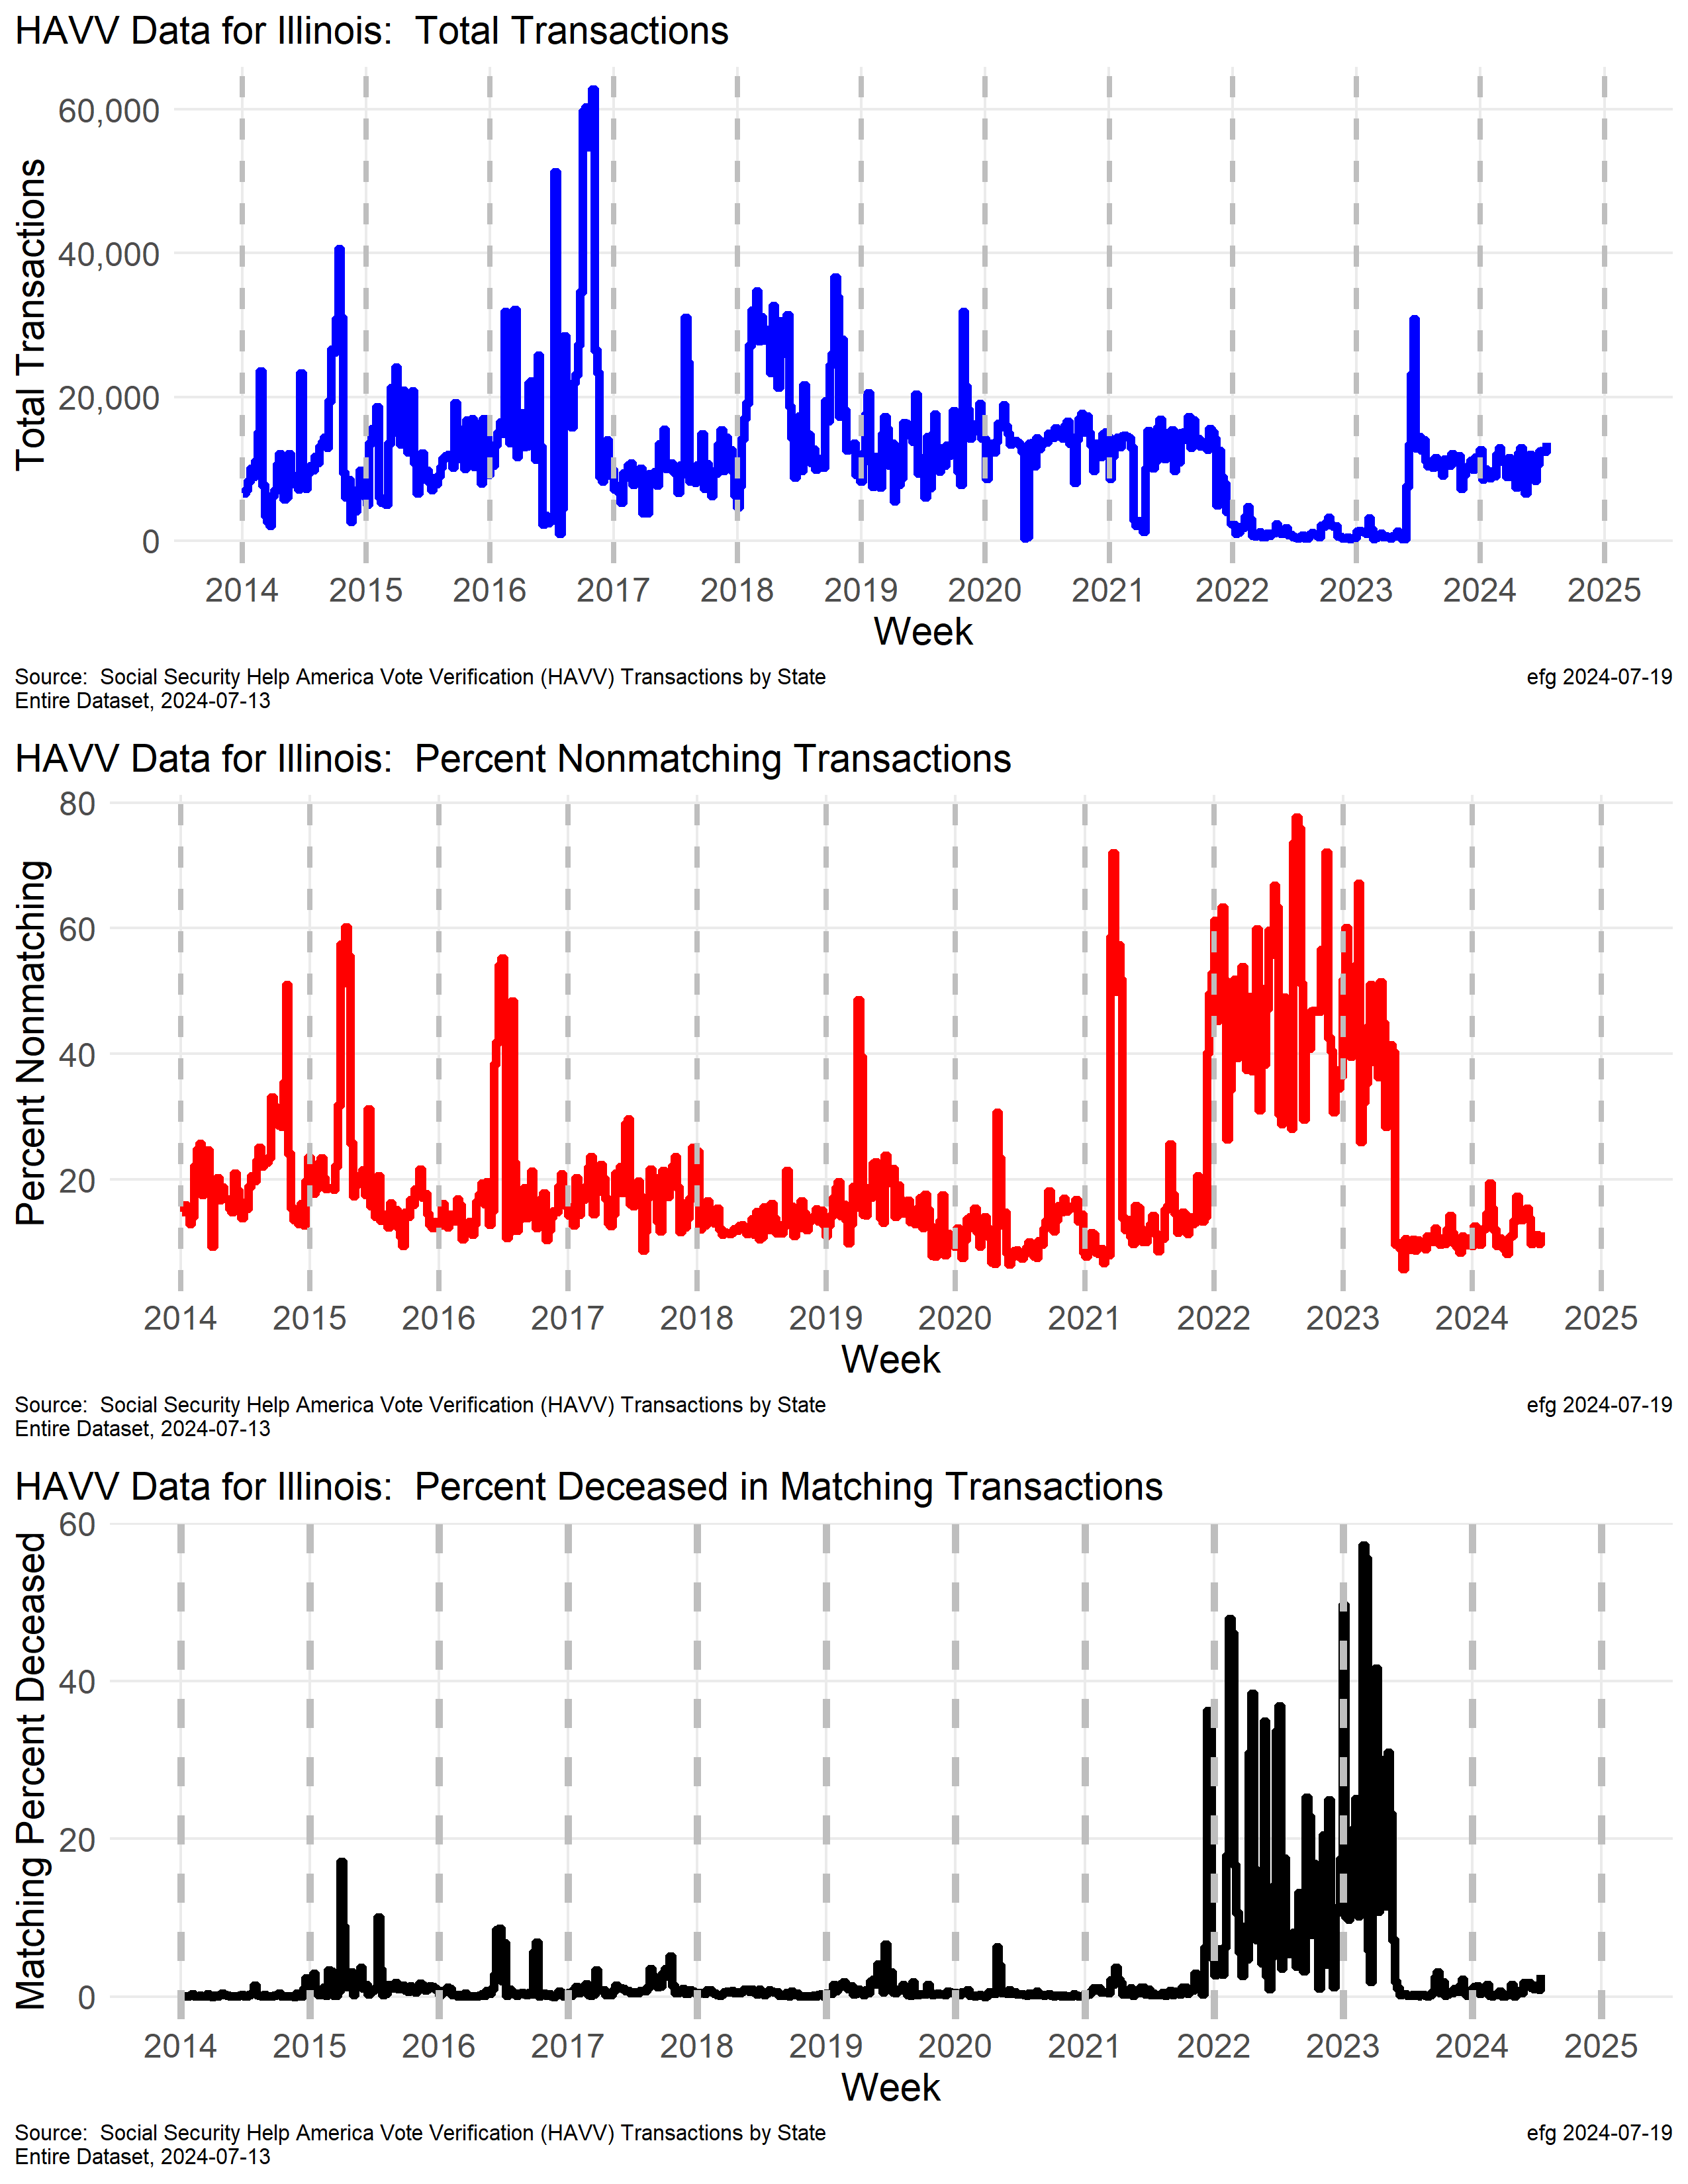 HAVV Data for Illinois:  Total Transactions
Total Transactions
60,000
40,000
20,000
0
2014 2015 2016 2017 2018 2019 2020 2021 2022 2023 2024 2025
Week
Source:  Social Security Help America Vote Verification (HAVV) Transactions by State
Entire Dataset, 2024-07-13
efg 2024-07-19
HAVV Data for Illinois:  Percent Nonmatching Transactions
Percent Nonmatching
80
60
40
20
2014 2015 2016 2017 2018 2019 2020 2021 2022 2023 2024 2025
Week
Source:  Social Security Help America Vote Verification (HAVV) Transactions by State
Entire Dataset, 2024-07-13
efg 2024-07-19
HAVV Data for Illinois:  Percent Deceased in Matching Transactions
Matching Percent Deceased
60
40
20
0
2014 2015 2016 2017 2018 2019 2020 2021 2022 2023 2024 2025
Week
Source:  Social Security Help America Vote Verification (HAVV) Transactions by State
Entire Dataset, 2024-07-13
efg 2024-07-19